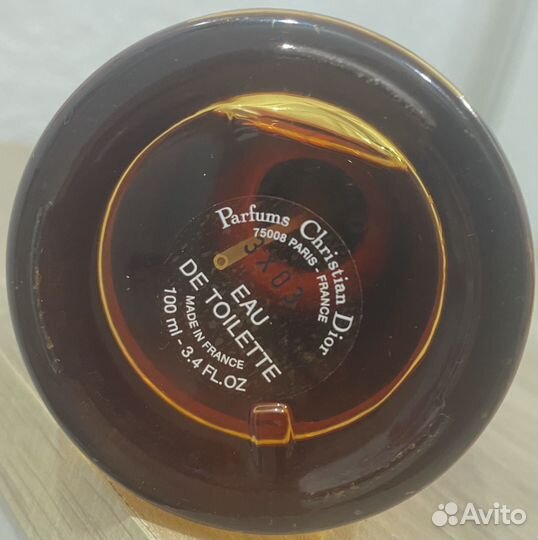 Parfums Christian Dior
75008 PARIS - FRANCE
3X03
EAU
DE TOILETTE
MADE IN FRANCE
100 ml - 3.4 FL.OZ
Avito